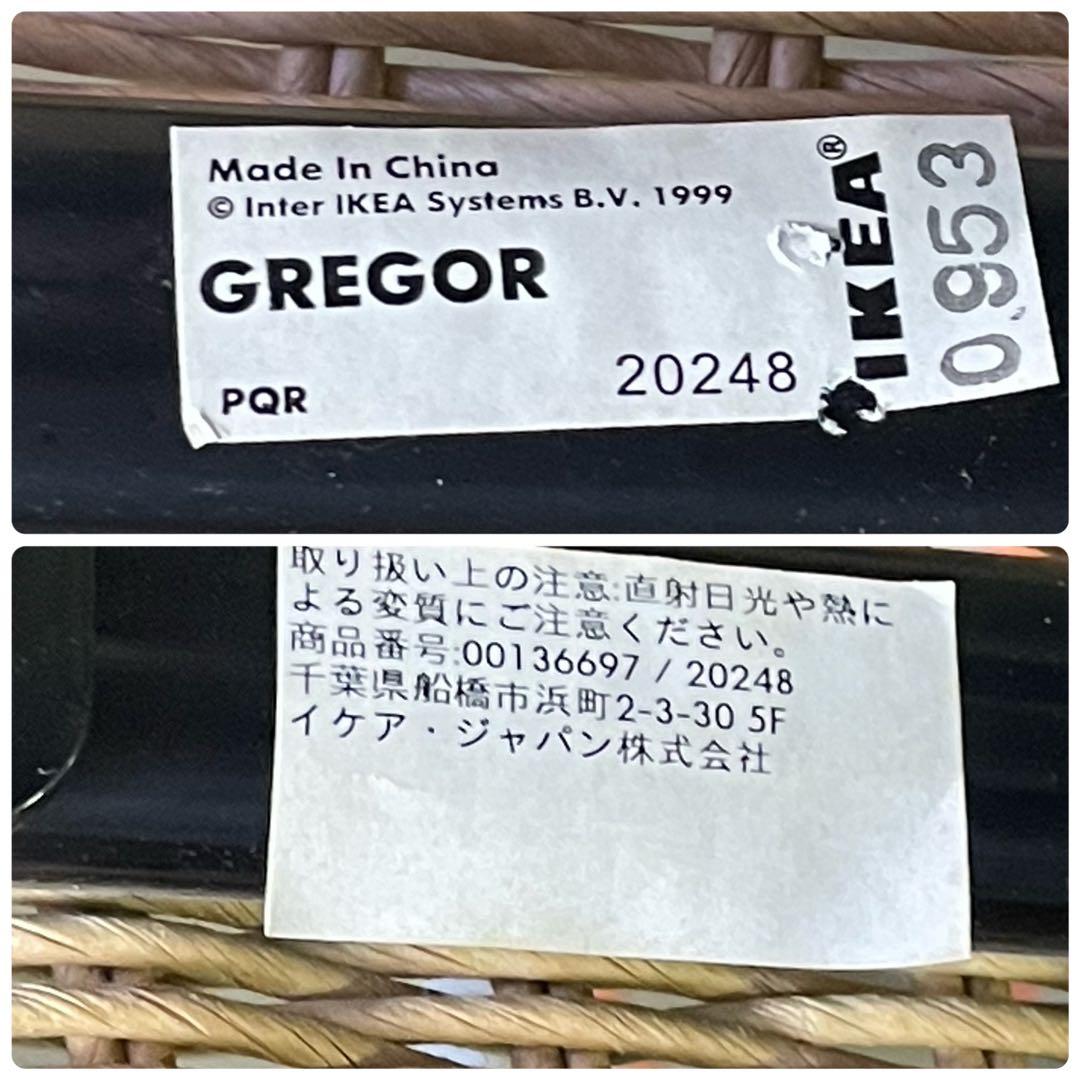 Made In China
© Inter IKEA Systems B.V. 1999
GREGOR
PQR
20248
IKEA®
0.953
取り扱い上の注意:直射日光や熱に
よる変質にご注意ください。
商品番号:00136697 / 20248
千葉県船橋市浜町2-3-30 5F
イケア・ジャパン株式会社